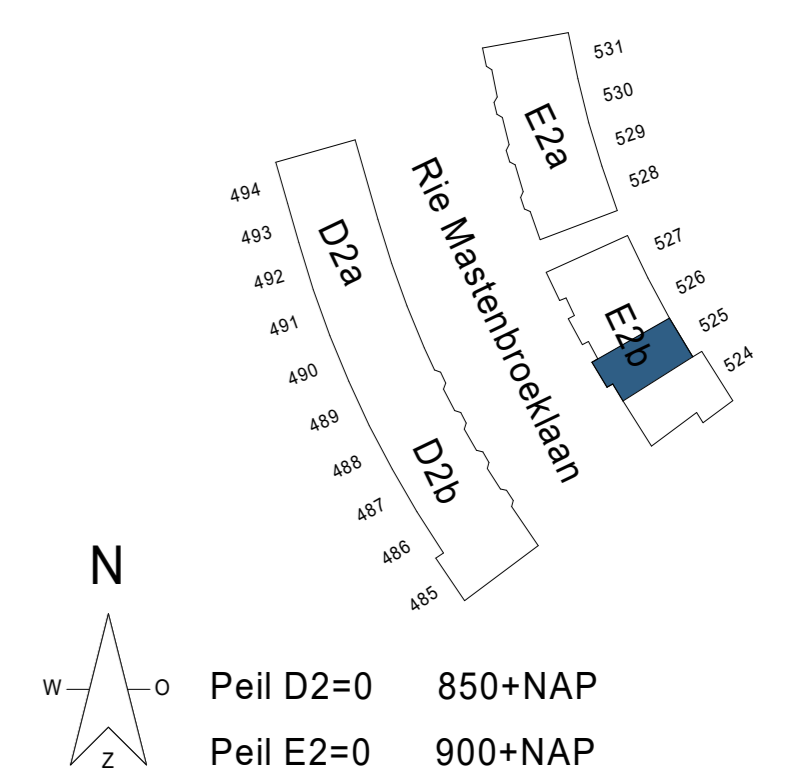 531
530
529
528
E2a
527
526
525
524
E2b
Rie Mastenbroeklaan
494
493
492
491
490
489
488
487
486
485
D2a
D2b
N
W O
Z
Peil D2=0 850+NAP
Peil E2=0 900+NAP